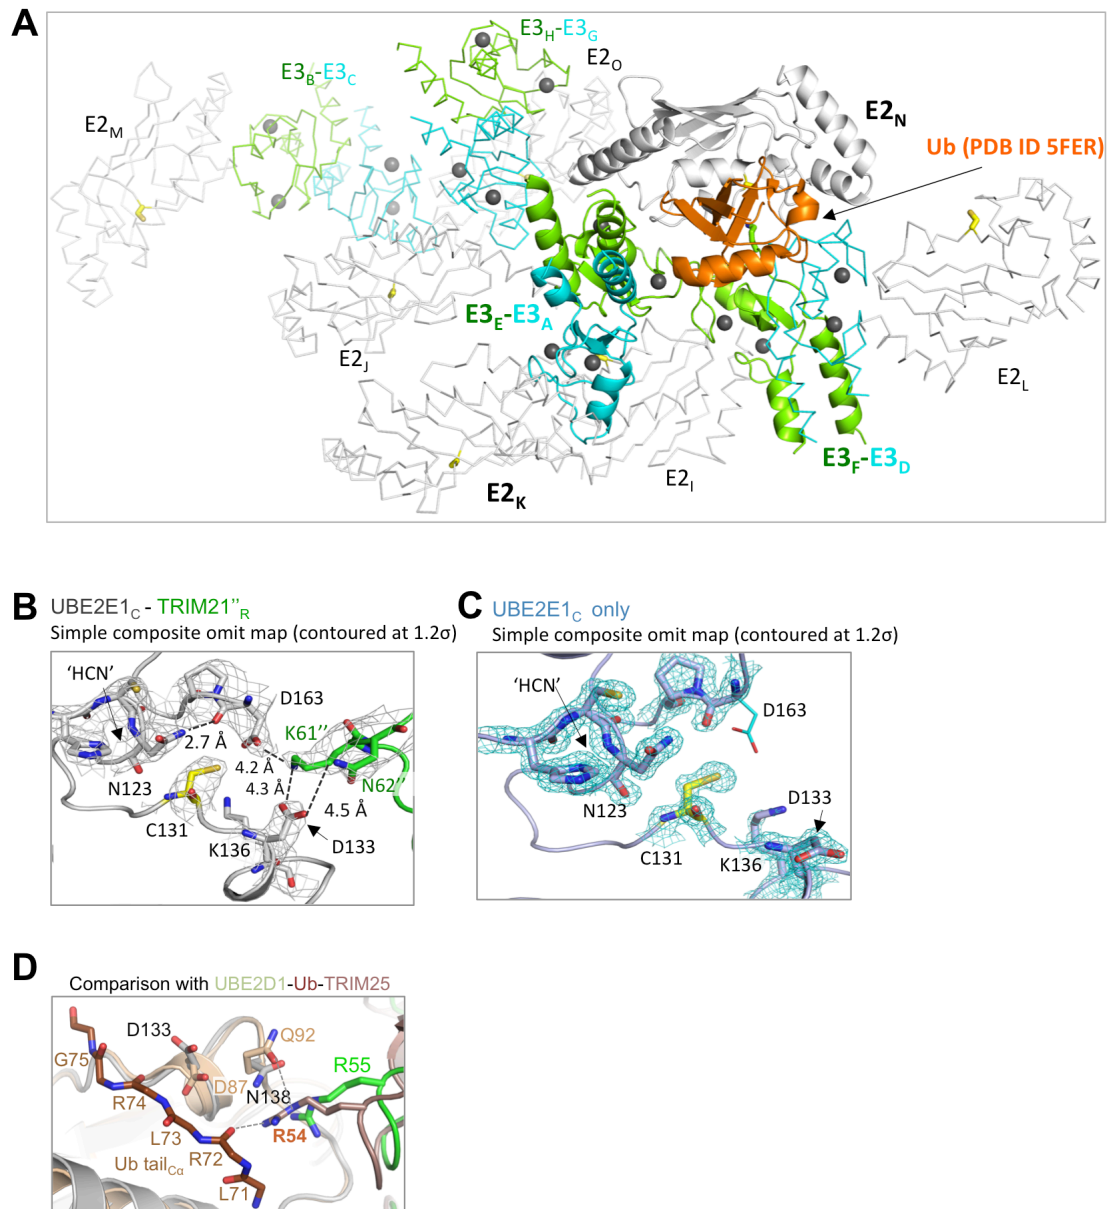 A
E3H-E3G
E2O
E3B-E3C
E2M
E2N
Ub (PDB ID 5FER)
E3E-E3A
E2J
E2L
E3F-E3D
E2I
E2K
B
UBE2E1C - TRIM21’’R
Simple composite omit map (contoured at 1.2σ)
‘HCN’
D163
K61’’
2.7 Å
4.2 Å
4.3 Å
N62’’
N123
4.5 Å
C131
K136
D133
C
UBE2E1C only
Simple composite omit map (contoured at 1.2σ)
‘HCN’
D163
N123
D133
C131
K136
D
Comparison with UBE2D1-Ub-TRIM25
D133
Q92
G75
R55
D87
N138
R74
L73
R54
R72
Ub tailCα
L71